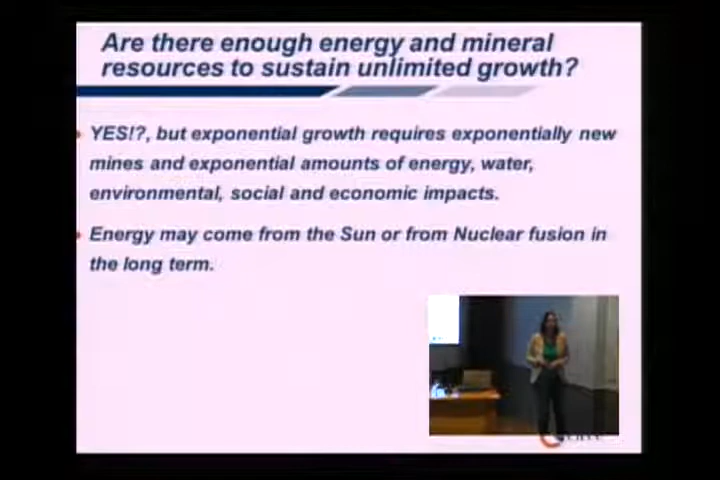 Are there enough energy and mineral
resources to sustain unlimited growth?
YES!?, but exponential growth requires exponentially new
mines and exponential amounts of energy, water,
environmental, social and economic impacts.
Energy may come from the Sun or from Nuclear fusion in
the long term.